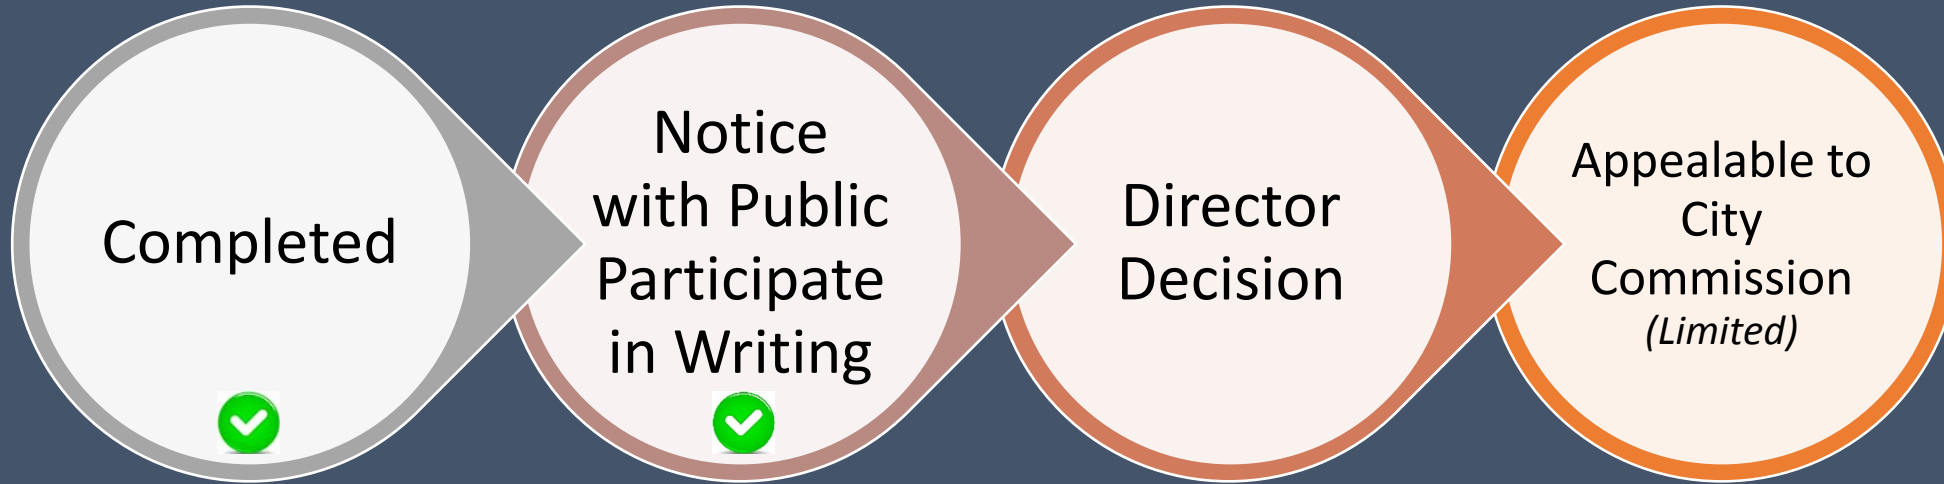 Completed
Notice
with Public
Participate
in Writing
Director
Decision
Appealable to
City
Commission
(Limited)